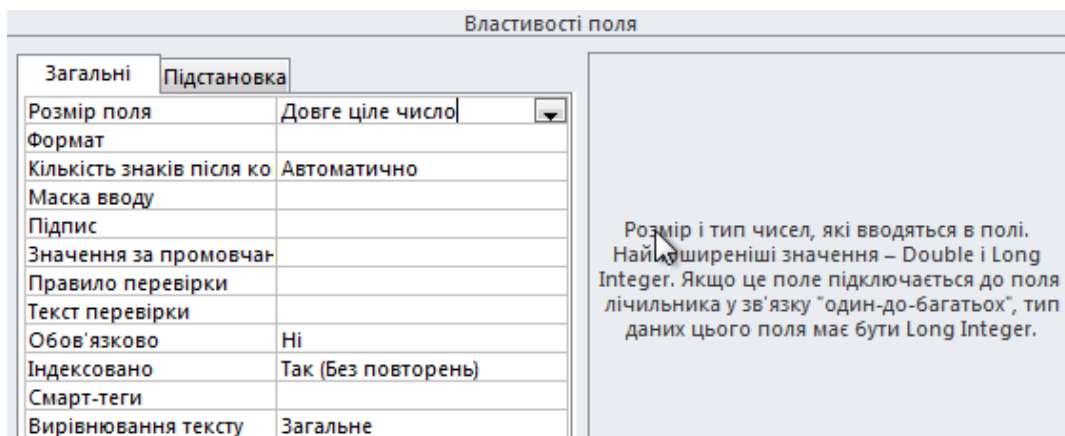 Властивості поля
Загальні Підстановка
Розмір поля Довге ціле число
Формат
Кількість знаків після ко Автоматично
Маска вводу
Підпис
Значення за промовчан
Правило перевірки
Текст перевірки
Обов'язково Ні
Індексовано Так (Без повторень)
Смарт-теги
Вирівнювання тексту Загальне
Розмір і тип чисел, які вводяться в полі.
Найпоширеніші значення – Double і Long
Integer. Якщо це поле підключається до поля
лічильника у зв'язку "один-до-багатьох", тип
даних цього поля має бути Long Integer.